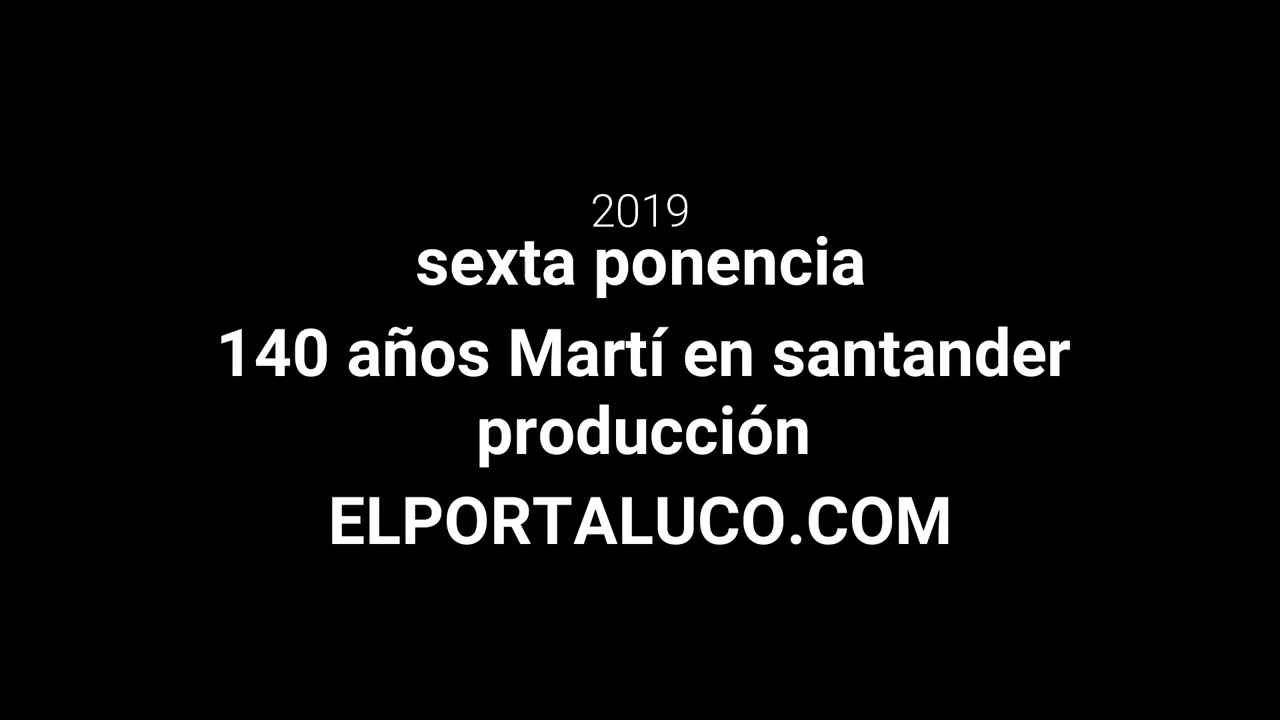 2019
sexta ponencia
140 años Martí en santander
producción
ELPORTALUCO.COM